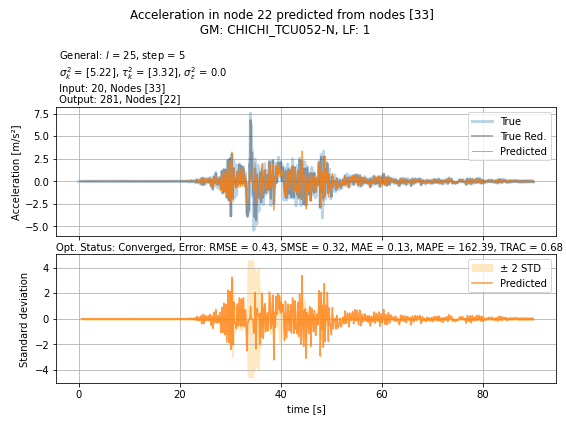 Acceleration in node 22 predicted from nodes [33]
GM: CHICHI_TCU052-N, LF: 1
General: l = 25, step = 5
σ²ₖ = [5.22], τ²ₖ = [3.32], σ²ε = 0.0
Input: 20, Nodes [33]
Output: 281, Nodes [22]
7.5
5.0
2.5
0.0
−2.5
−5.0
Acceleration [m/s²]
True
True Red.
Predicted
Opt. Status: Converged, Error: RMSE = 0.43, SMSE = 0.32, MAE = 0.13, MAPE = 162.39, TRAC = 0.68
4
2
0
−2
−4
Standard deviation
± 2 STD
Predicted
0
20
40
60
80
time [s]